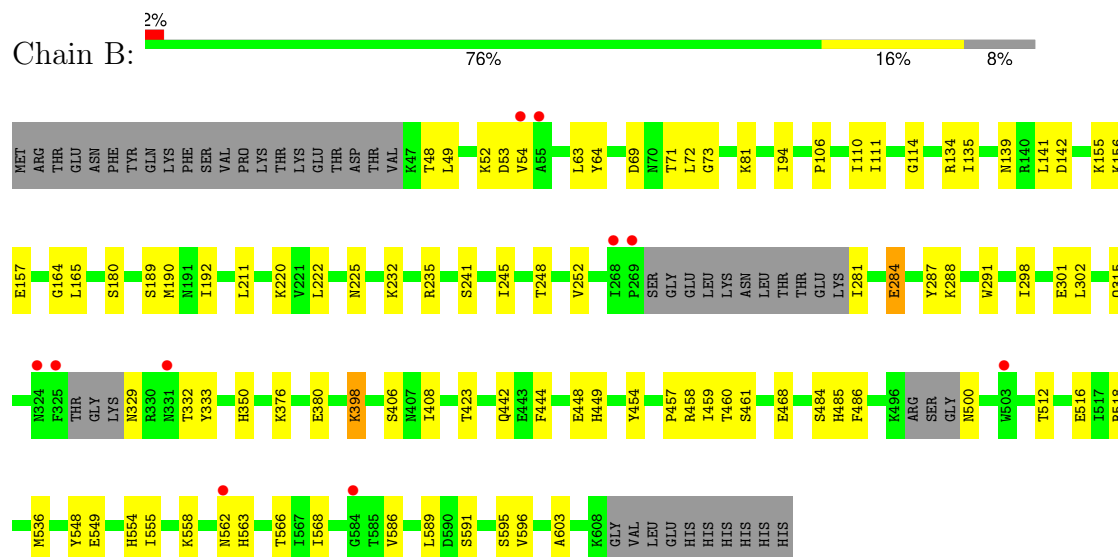 2%
Chain B:
76% 16% 8%
MET ARG THR GLU ASN PHE TYR GLN LYS PHE SER VAL PRO LYS THR LYS GLU THR ASP THR VAL K47 T48 L49 K52 D53 V54 A55 L63 Y64 D69 N70 T71 L72 G73 K81 I94 P106 I110 I111 G114 R134 I135 N139 R140 L141 D142 K155 K156
E157 G164 L165 S180 S189 M190 N191 I192 L211 K220 V221 L222 N225 K232 R235 S241 I245 T248 V252 I268 P269 SER GLY GLU LEU LYS ASN LEU THR THR GLU LYS I281 E284 Y287 K288 W291 I298 E301 L302
N324 F325 THR GLY LYS N329 R330 N331 T332 Y333 H350 K376 E380 K398 S406 N407 I408 T423 Q442 E443 F444 E448 H449 Y454 P457 R458 I459 T460 S461 E468 S484 H485 F486 K496 ARG SER GLY N500 W503 T512 E516 I517
M536 Y548 E549 H554 I555 K558 N562 H563 T566 I567 I568 G584 T585 V586 L589 D590 S591 S595 V596 A603 K608 GLY VAL LEU GLU HIS HIS HIS HIS HIS HIS